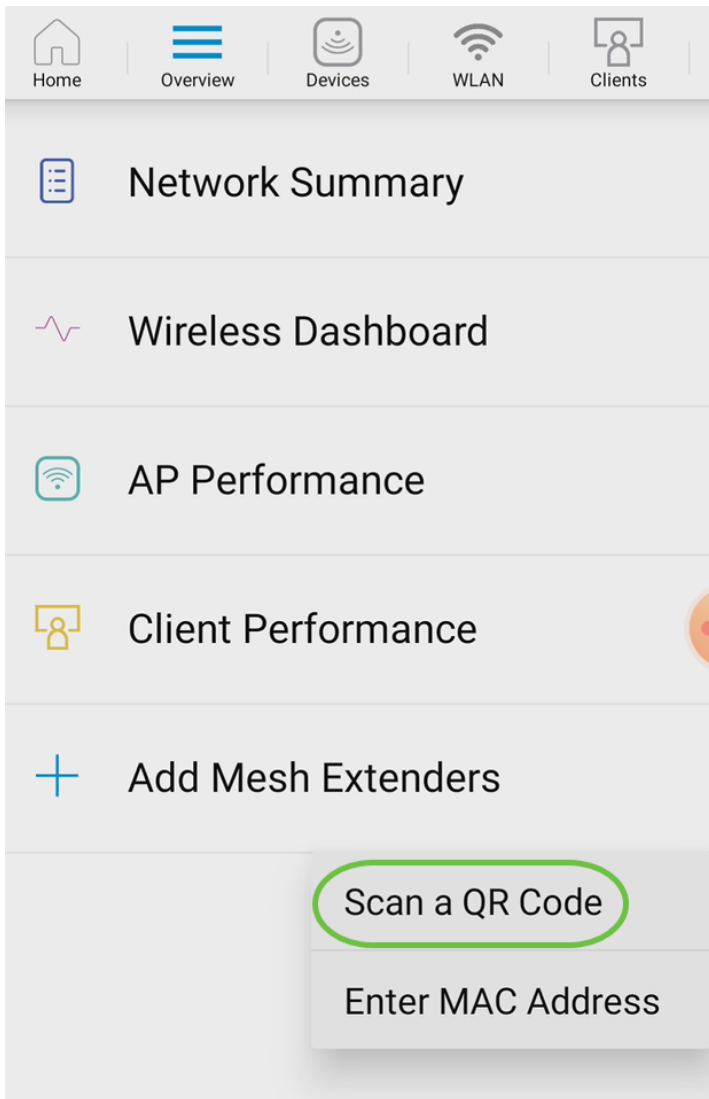 Home Overview Devices WLAN Clients
Network Summary
Wireless Dashboard
AP Performance
Client Performance
Add Mesh Extenders
Scan a QR Code
Enter MAC Address